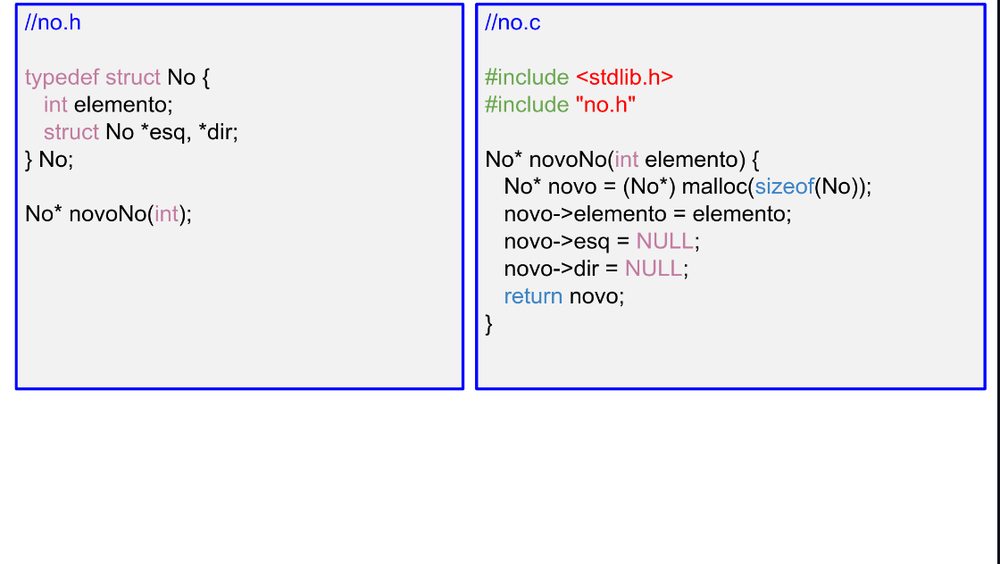 //no.h
typedef struct No {
int elemento;
struct No *esq, *dir;
} No;
No* novoNo(int);
//no.c
#include <stdlib.h>
#include "no.h"
No* novoNo(int elemento) {
No* novo = (No*) malloc(sizeof(No));
novo->elemento = elemento;
novo->esq = NULL;
novo->dir = NULL;
return novo;
}